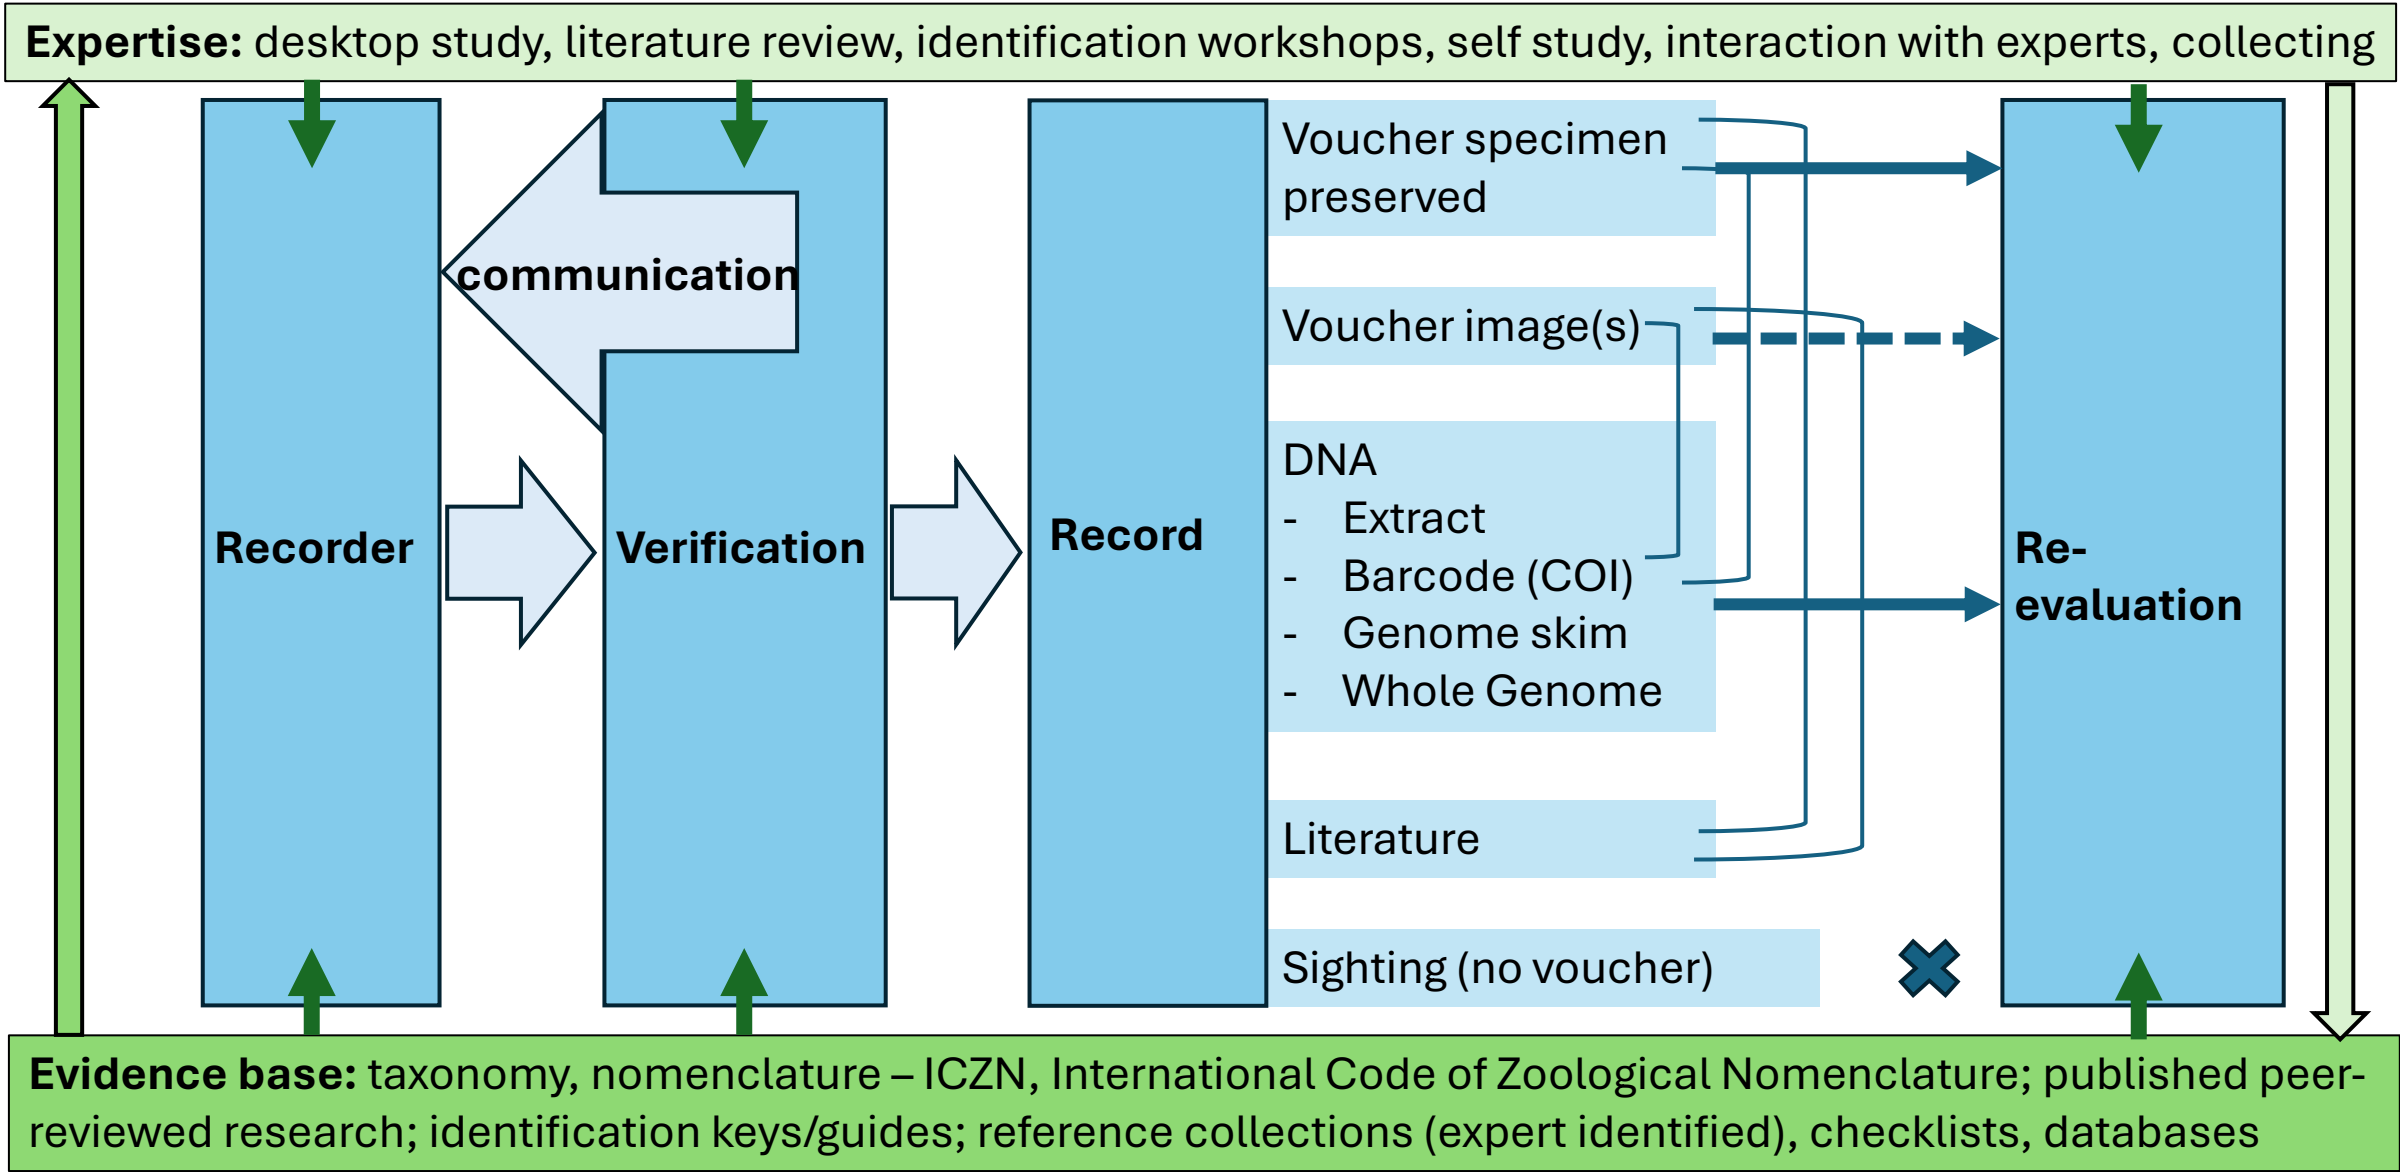 Expertise: desktop study, literature review, identification workshops, self study, interaction with experts, collecting
communication
Recorder
Verification
Record
Voucher specimen
preserved
Voucher image(s)
DNA
- Extract
- Barcode (COI)
- Genome skim
- Whole Genome
Literature
Sighting (no voucher)
Re-
evaluation
Evidence base: taxonomy, nomenclature – ICZN, International Code of Zoological Nomenclature; published peer-
reviewed research; identification keys/guides; reference collections (expert identified), checklists, databases